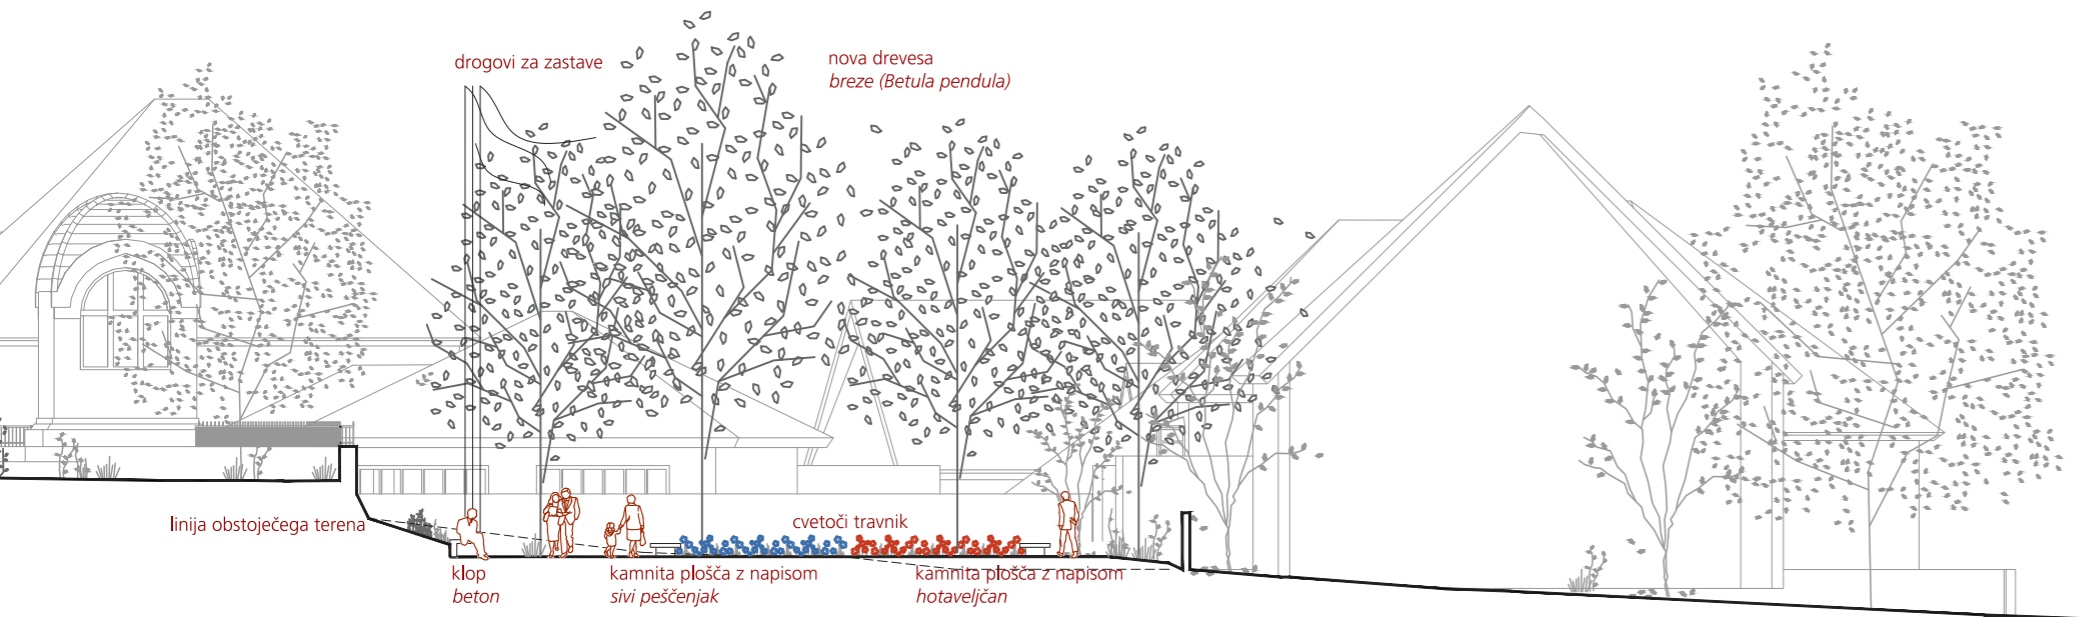 drogovi za zastave
nova drevesa
breze (Betula pendula)
linija obstoječega terena
cvetoči travnik
klop
beton
kamnita plošča z napisom
sivi peščenjak
kamnita plošča z napisom
hotaveljčan